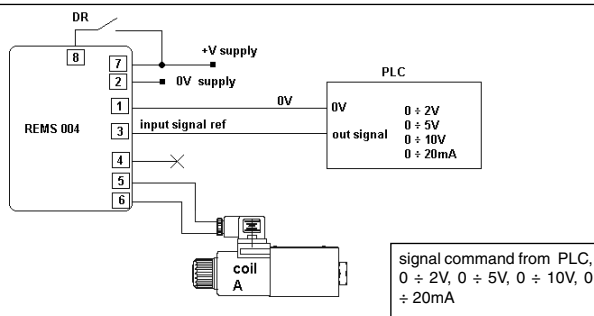 DR
8
+V supply
7
2
0V supply
PLC
REMS 004
1
0V
0V
0 ÷ 2V
0 ÷ 5V
0 ÷ 10V
0 ÷ 20mA
3
input signal ref
out signal
4
5
6
coil
A
signal command from PLC,
0 ÷ 2V, 0 ÷ 5V, 0 ÷ 10V, 0
÷ 20mA